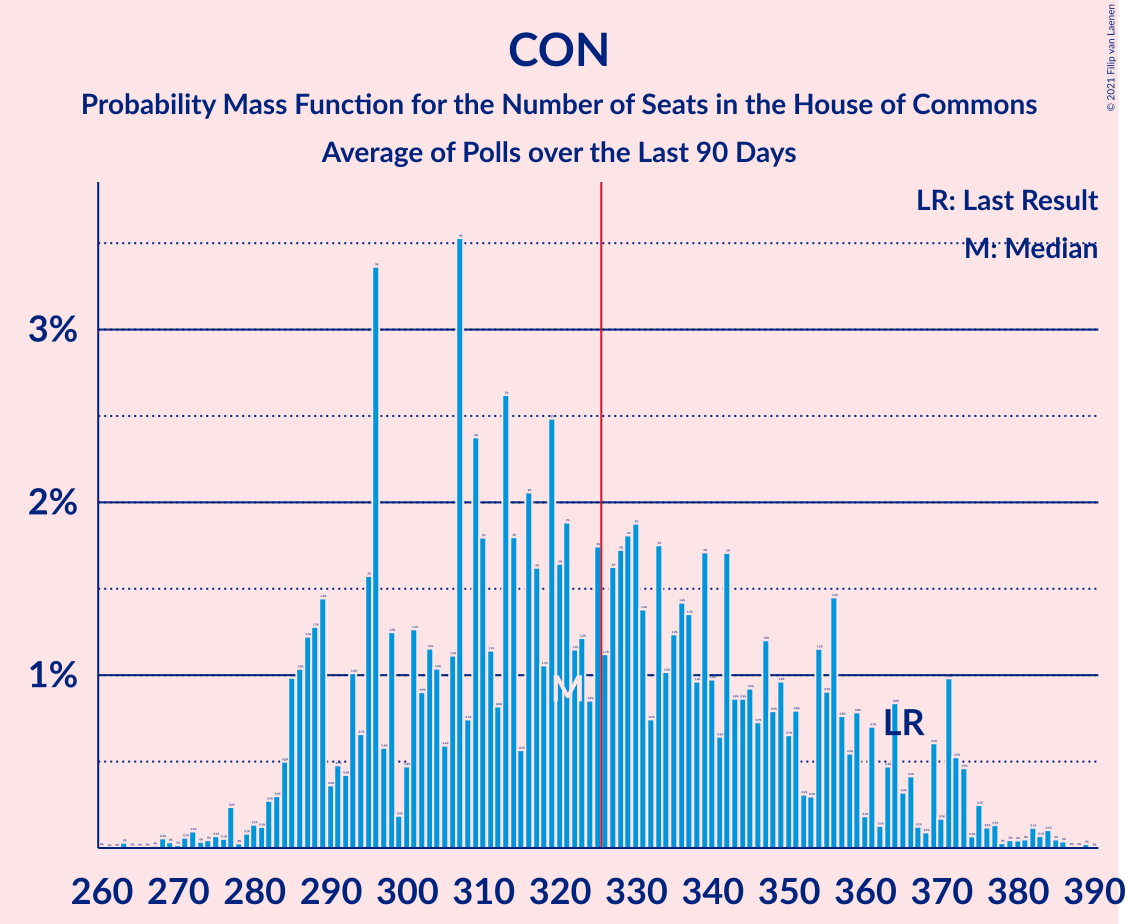 CON
Probability Mass Function for the Number of Seats in the House of Commons
Average of Polls over the Last 90 Days
© 2021 Filip van Laenen
LR: Last Result
M: Median
3%
2%
1%
M
LR
260 270 280 290 300 310 320 330 340 350 360 370 380 390